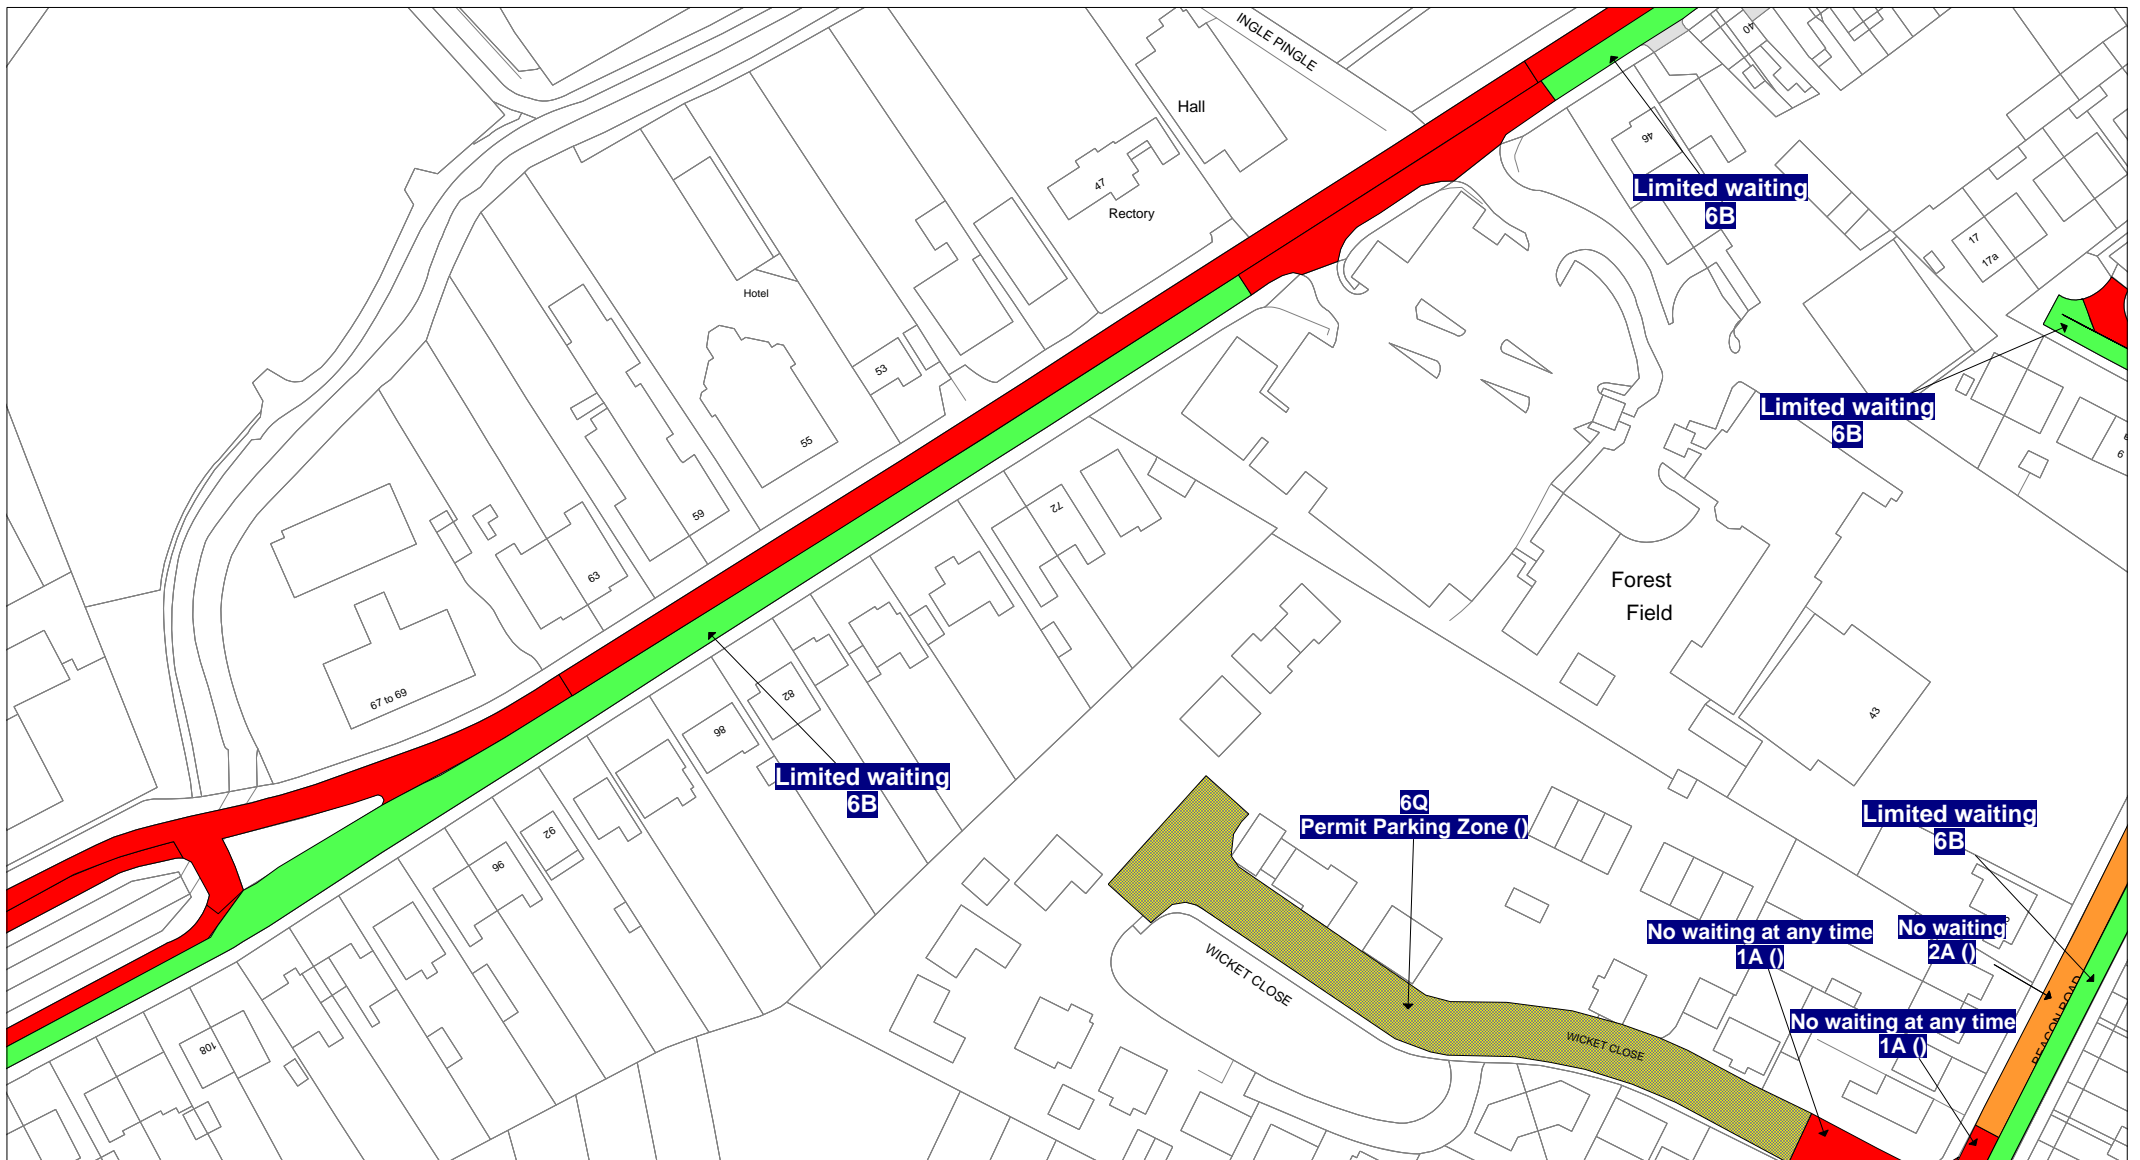 INGLE PINGLE
40
Hall
47
Rectory
46
Limited waiting
6B
17
17a
Hotel
53
55
Limited waiting
6B
6
59
72
63
Forest
Field
67 to 69
82
86
43
Limited waiting
6B
6Q
Permit Parking Zone ()
Limited waiting
6B
92
96
No waiting at any time
1A ()
No waiting
2A ()
WICKET CLOSE
BEACON ROAD
No waiting at any time
1A ()
WICKET CLOSE
108